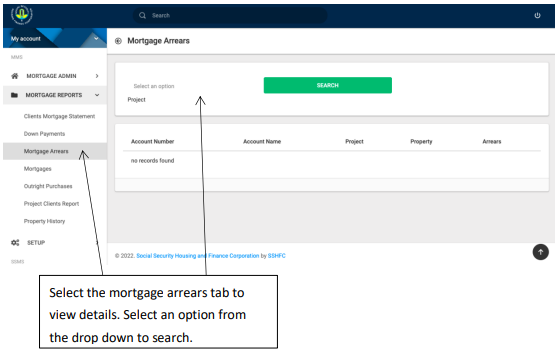 Search
My account
Mortgage Arrears
MORTGAGE ADMIN
MORTGAGE REPORTS
Clients Mortgage Statement
Down Payments
Mortgage Arrears
Mortgages
Outright Purchases
Project Clients Report
Property History
SETUP
Select an option
SEARCH
Project
Account Number Account Name Project Property Arrears
no records found
© 2022. Social Security Housing and Finance Corporation by SSHFC
Select the mortgage arrears tab to
view details. Select an option from
the drop down to search.